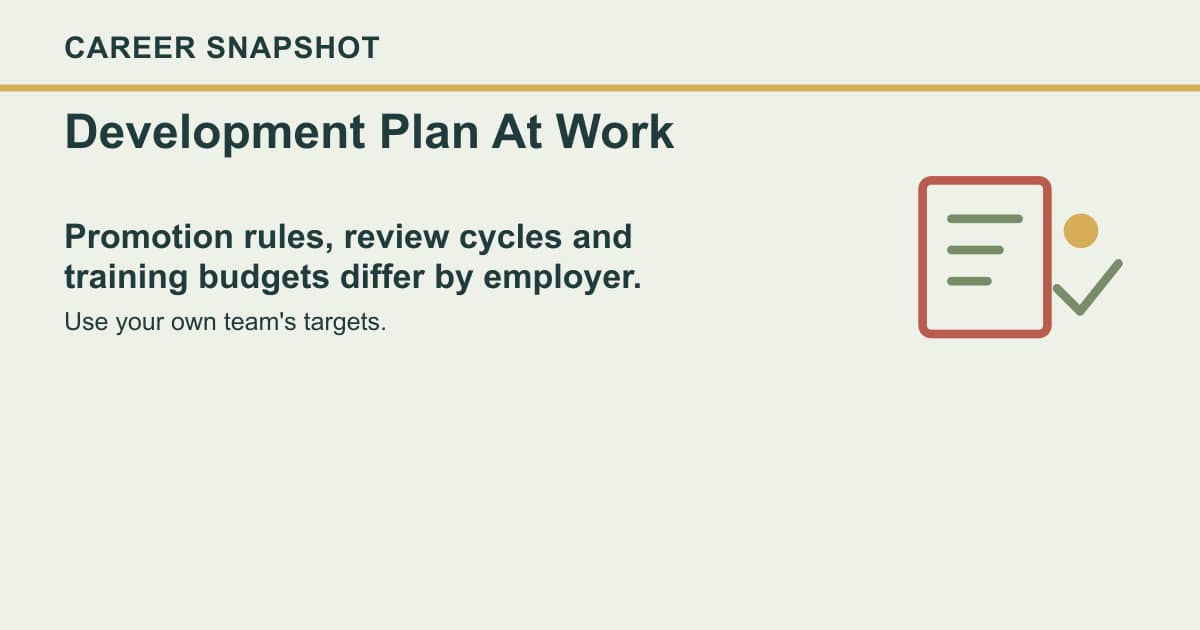 CAREER SNAPSHOT
Development Plan At Work
Promotion rules, review cycles and
training budgets differ by employer.
Use your own team's targets.